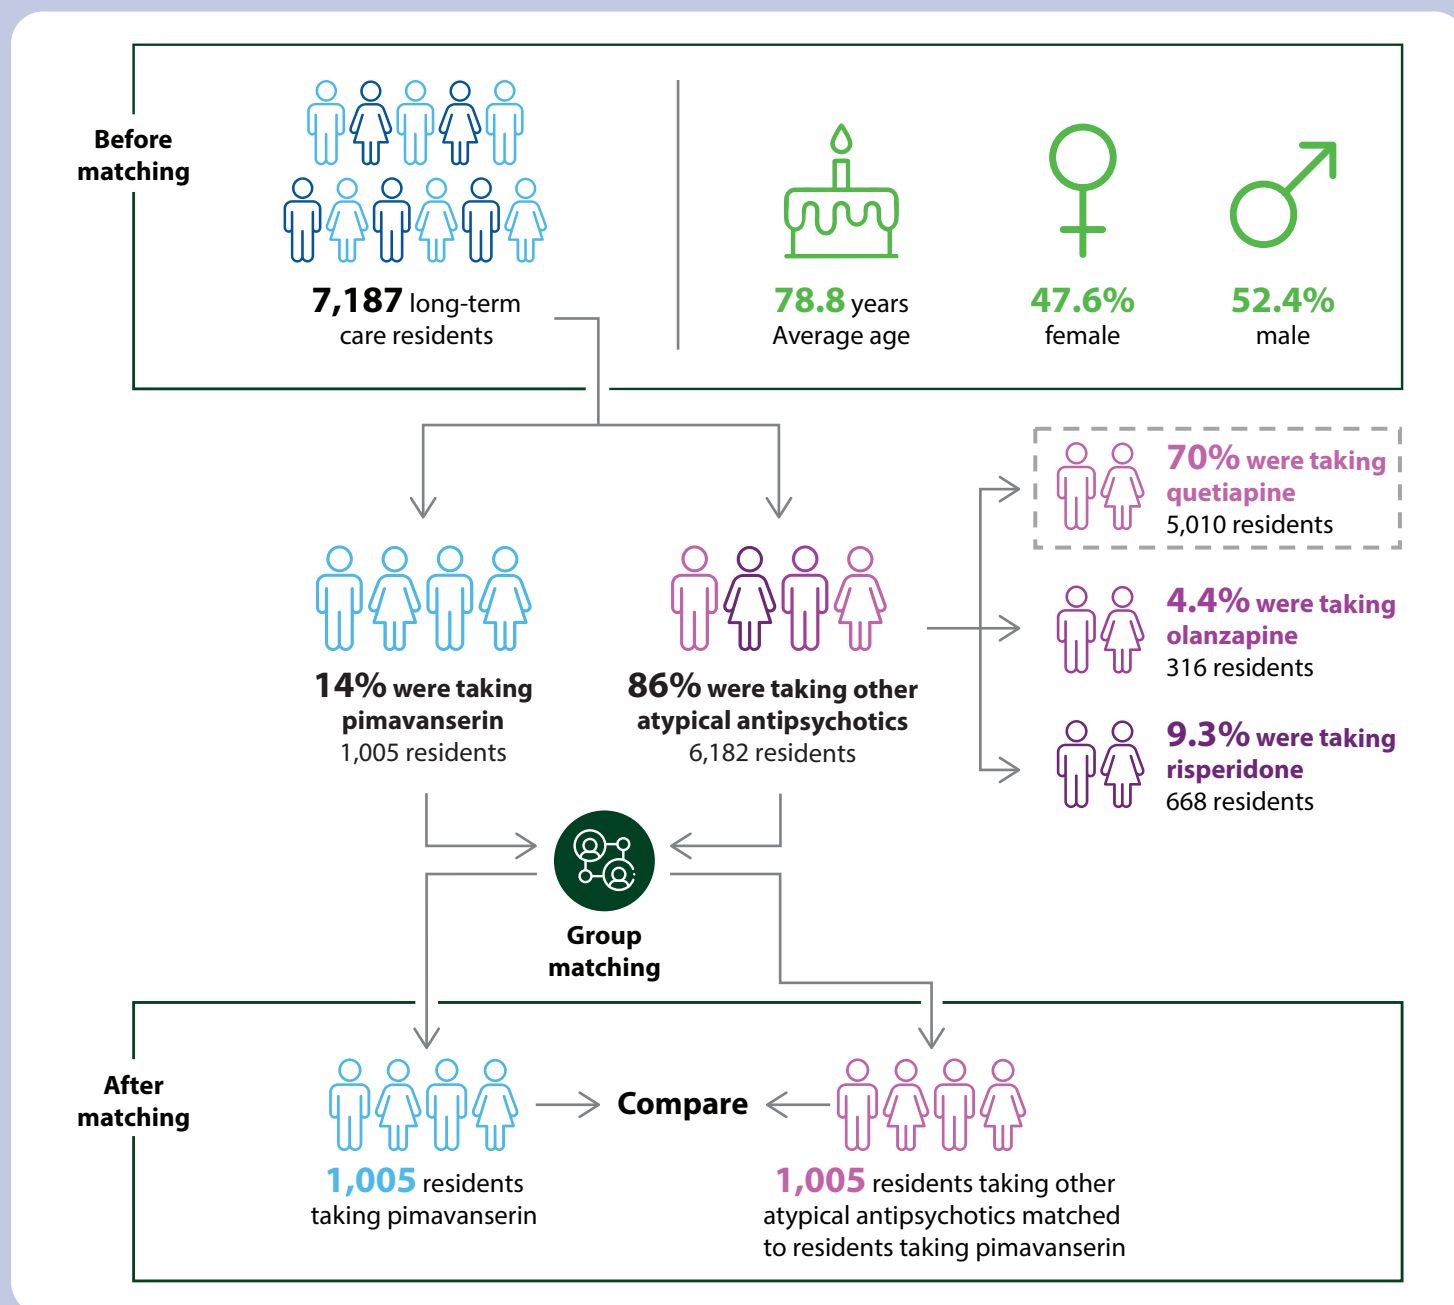 Before
matching
7,187 long-term
care residents
78.8 years
Average age
47.6%
female
52.4%
male
14% were taking
pimavanserin
1,005 residents
86% were taking other
atypical antipsychotics
6,182 residents
70% were taking
quetiapine
5,010 residents
4.4% were taking
olanzapine
316 residents
9.3% were taking
risperidone
668 residents
Group
matching
After
matching
1,005 residents
taking pimavanserin
Compare
1,005 residents taking other
atypical antipsychotics matched
to residents taking pimavanserin